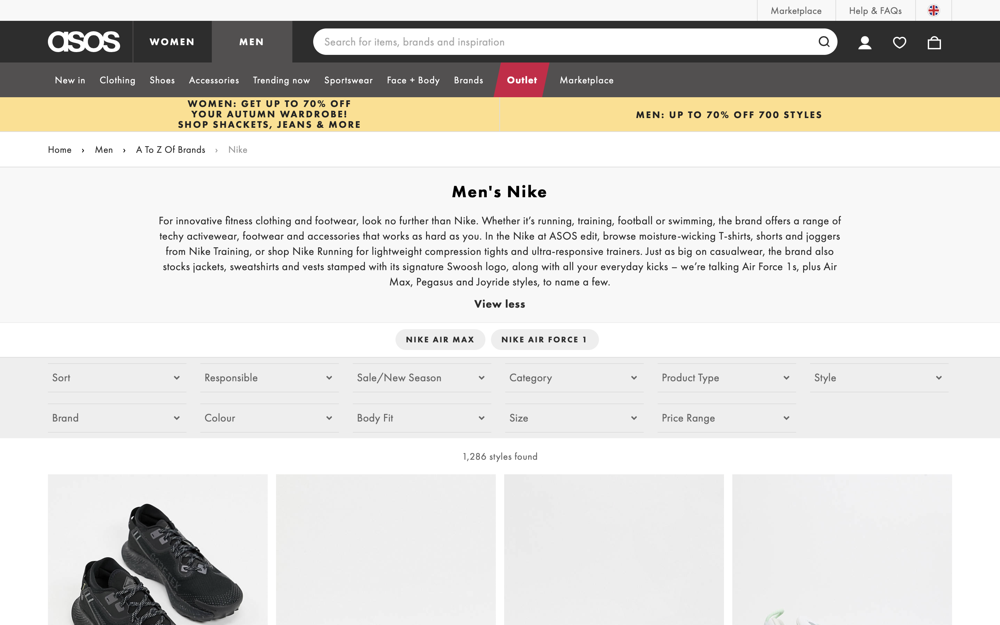 Marketplace
Help & FAQs
asos
WOMEN
MEN
Search for items, brands and inspiration
New in
Clothing
Shoes
Accessories
Trending now
Sportswear
Face + Body
Brands
Outlet
Marketplace
WOMEN: GET UP TO 70% OFF
YOUR AUTUMN WARDROBE!
SHOP SHACKETS, JEANS & MORE
MEN: UP TO 70% OFF 700 STYLES
Home › Men › A To Z Of Brands › Nike
Men's Nike
For innovative fitness clothing and footwear, look no further than Nike. Whether it’s running, training, football or swimming, the brand offers a range of
techy activewear, footwear and accessories that works as hard as you. In the Nike at ASOS edit, browse moisture-wicking T-shirts, shorts and joggers
from Nike Training, or shop Nike Running for lightweight compression tights and ultra-responsive trainers. Just as big on casualwear, the brand also
stocks jackets, sweatshirts and vests stamped with its signature Swoosh logo, along with all your everyday kicks – we’re talking Air Force 1s, plus Air
Max, Pegasus and Joyride styles, to name a few.
View less
NIKE AIR MAX
NIKE AIR FORCE 1
Sort
Responsible
Sale/New Season
Category
Product Type
Style
Brand
Colour
Body Fit
Size
Price Range
1,286 styles found